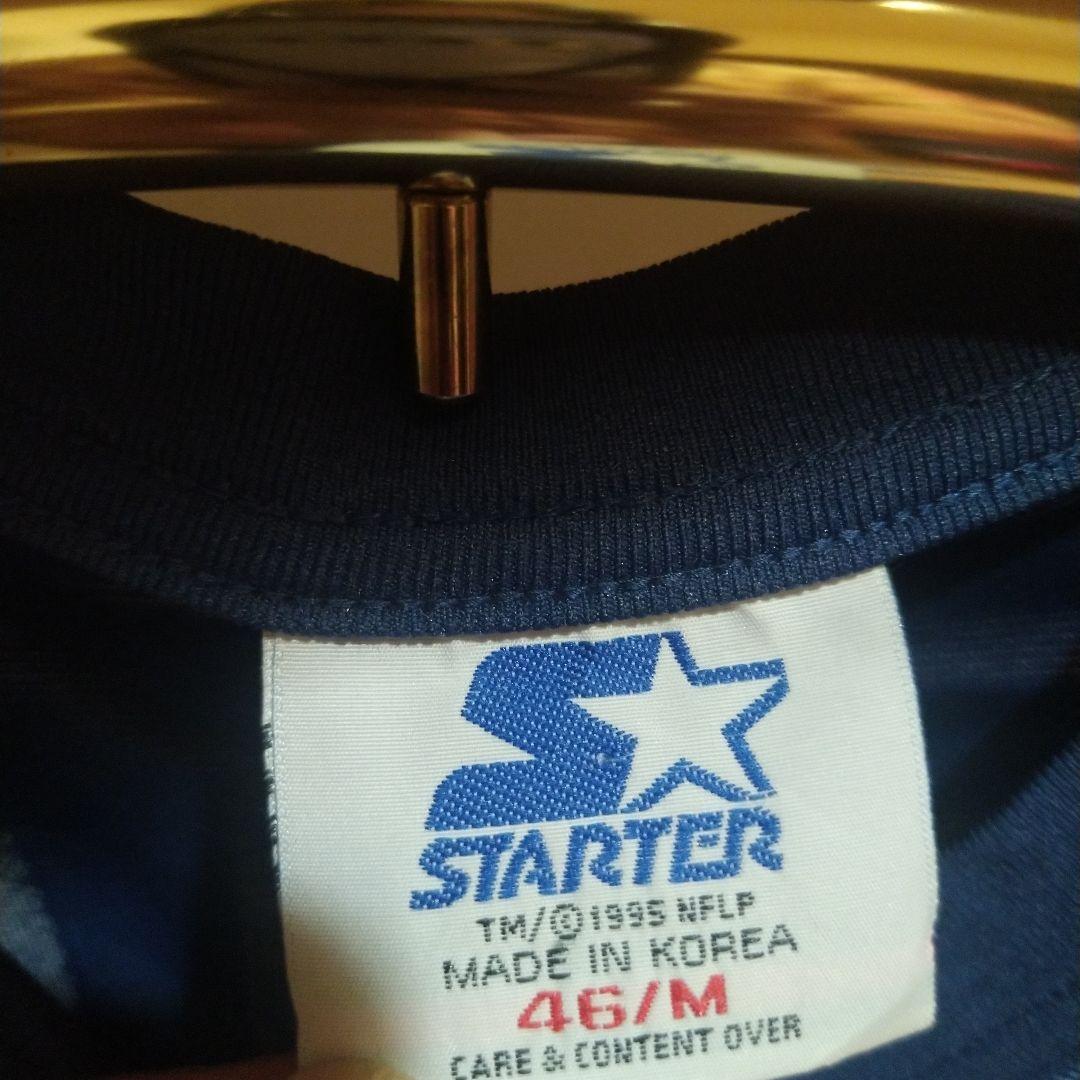 STARTER
TM/©1995 NFLP
MADE IN KOREA
46/M
CARE & CONTENT OVER